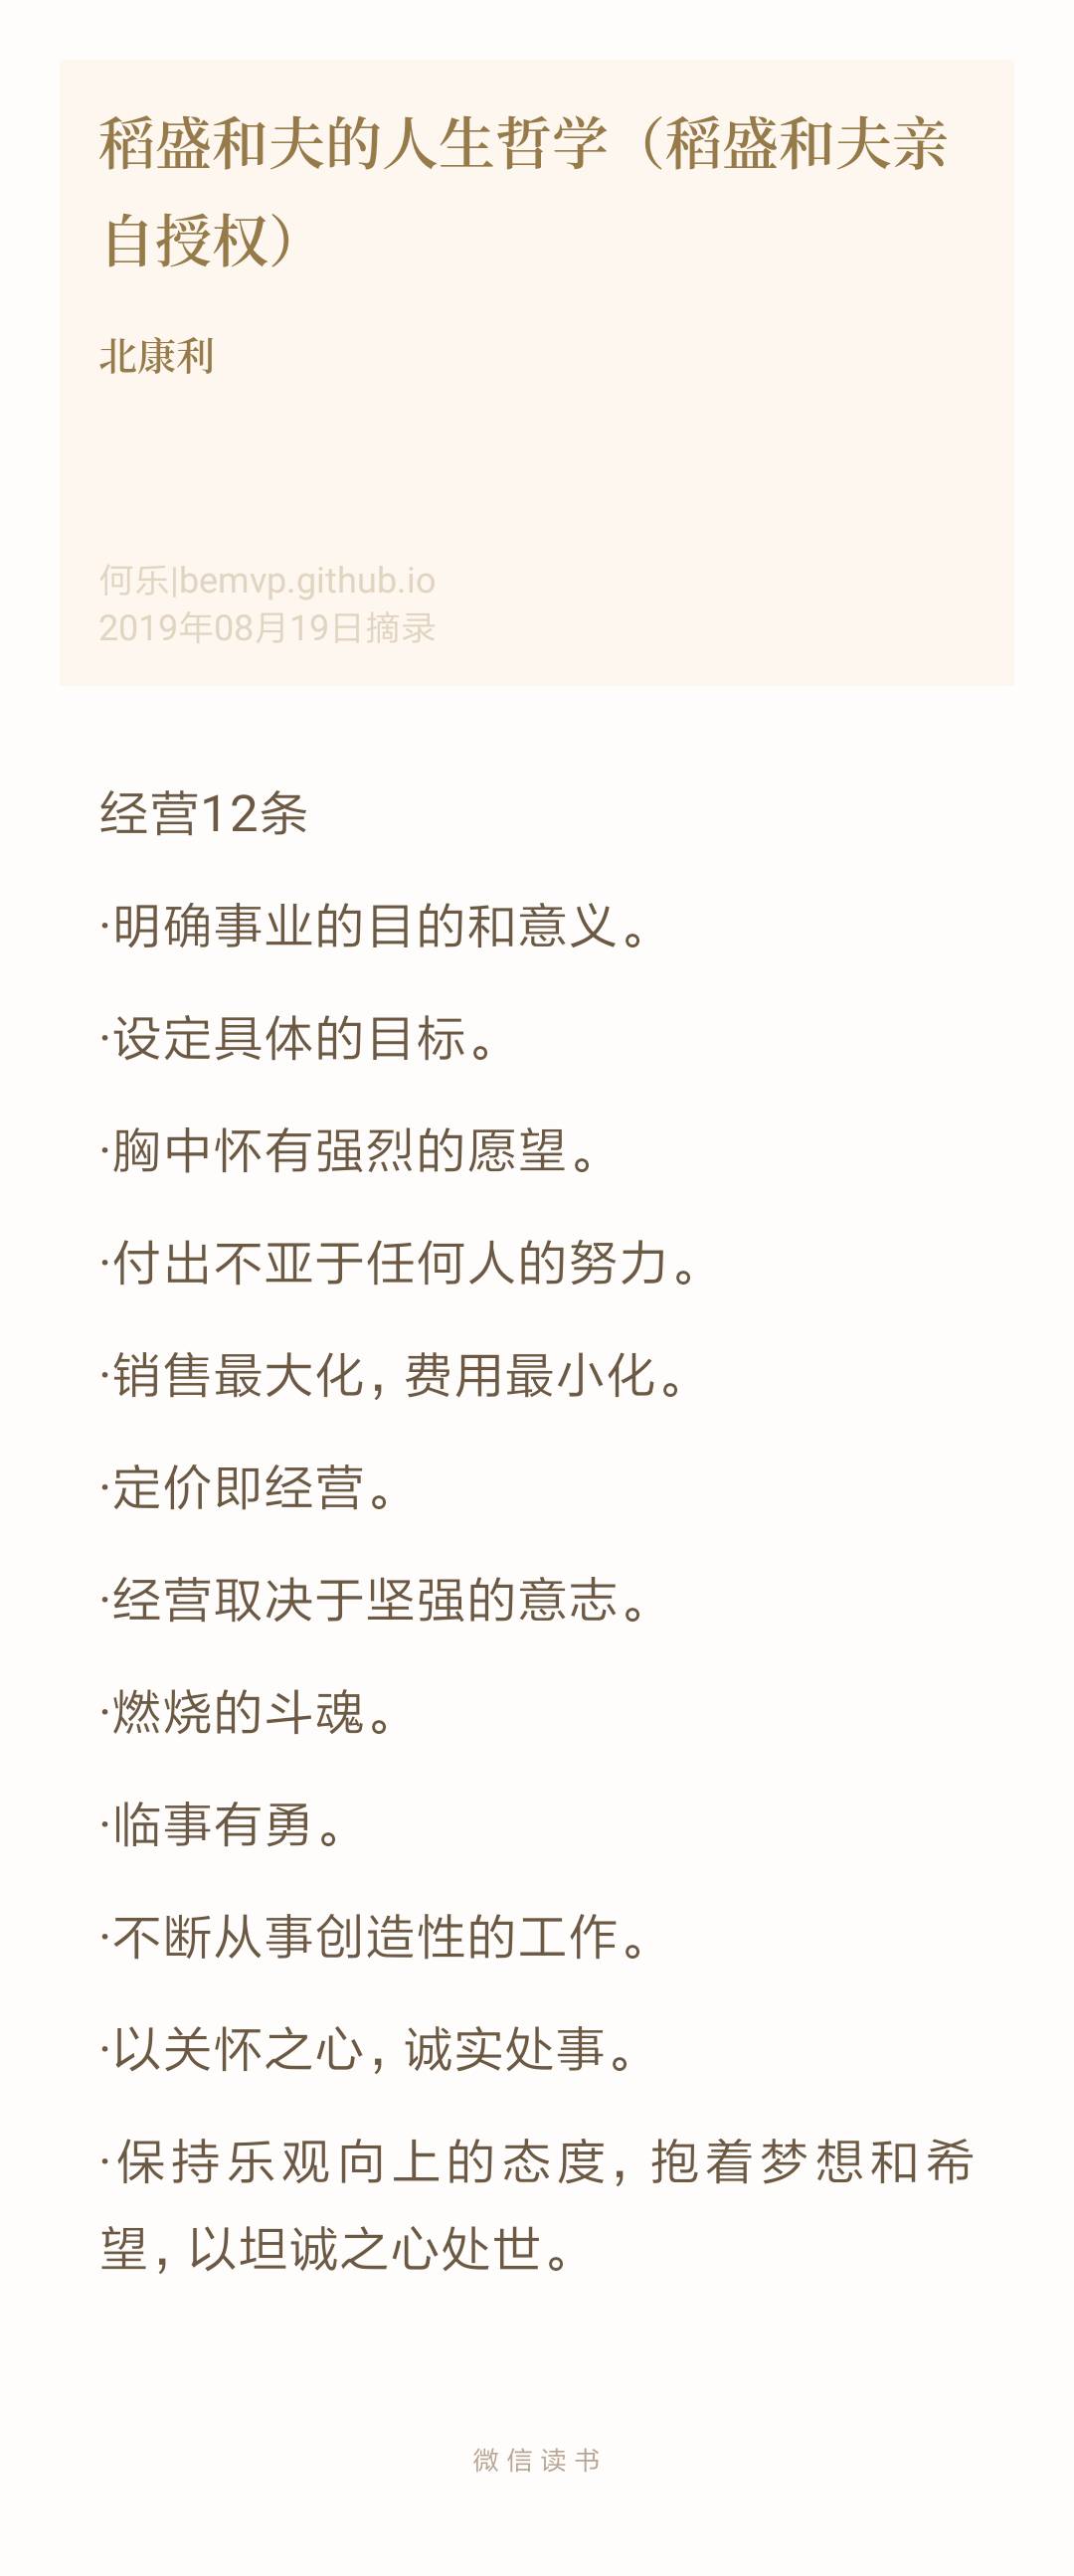 稻盛和夫的人生哲学（稻盛和夫亲
自授权）
北康利
何乐|bemvp.github.io
2019年08月19日摘录
经营12条
·明确事业的目的和意义。
·设定具体的目标。
·胸中怀有强烈的愿望。
·付出不亚于任何人的努力。
·销售最大化，费用最小化。
·定价即经营。
·经营取决于坚强的意志。
·燃烧的斗魂。
·临事有勇。
·不断从事创造性的工作。
·以关怀之心，诚实处事。
·保持乐观向上的态度，抱着梦想和希
望，以坦诚之心处世。
微信读书